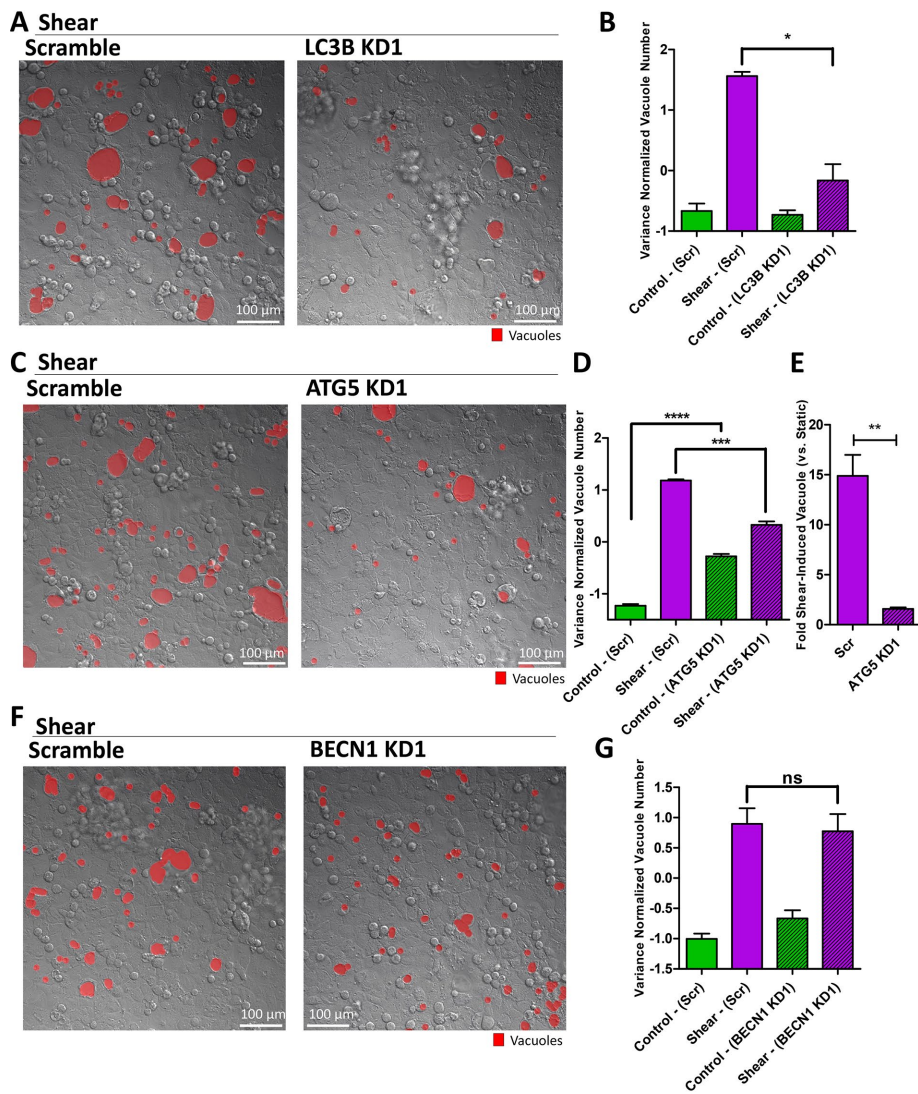 A
Shear
Scramble
LC3B KD1
100 µm
100 µm
Vacuoles
B
Variance Normalized Vacuole Number
2
1
0
-1
*
Control - (Scr)
Shear - (Scr)
Control - (LC3B KD1)
Shear - (LC3B KD1)
C
Shear
Scramble
ATG5 KD1
100 µm
100 µm
Vacuoles
D
Variance Normalized Vacuole Number
2
1
0
-1
****
***
Control - (Scr)
Shear - (Scr)
Control - (ATG5 KD1)
Shear - (ATG5 KD1)
E
Fold Shear-Induced Vacuole (vs. Static)
20
15
10
5
0
**
Scr
ATG5 KD1
F
Shear
Scramble
BECN1 KD1
100 µm
100 µm
Vacuoles
G
Variance Normalized Vacuole Number
1.5
1.0
0.5
0.0
-0.5
-1.0
-1.5
ns
Control - (Scr)
Shear - (Scr)
Control - (BECN1 KD1)
Shear - (BECN1 KD1)